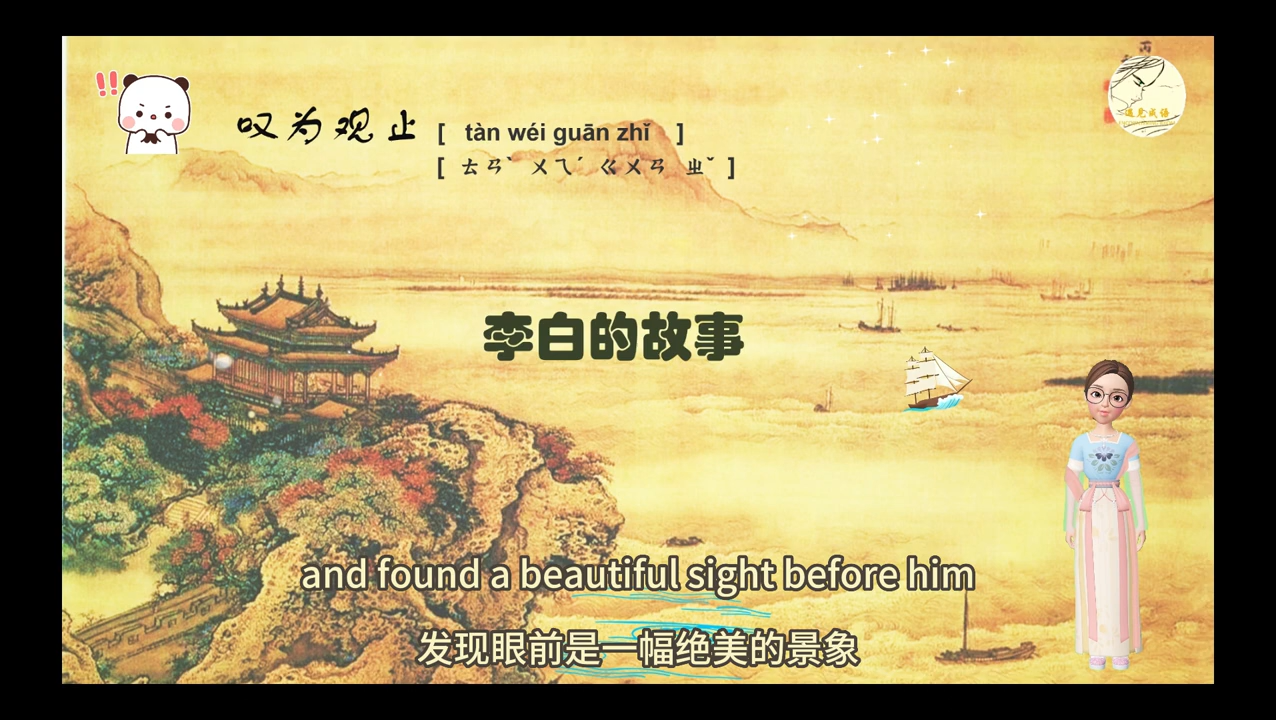 叹为观止 [ tàn wéi guān zhǐ ]
[ ㄊㄢˋ ㄨㄟˊ ㄍㄨㄢ ㄓˇ ]
李白的故事
and found a beautiful sight before him
发现眼前是一幅绝美的景象